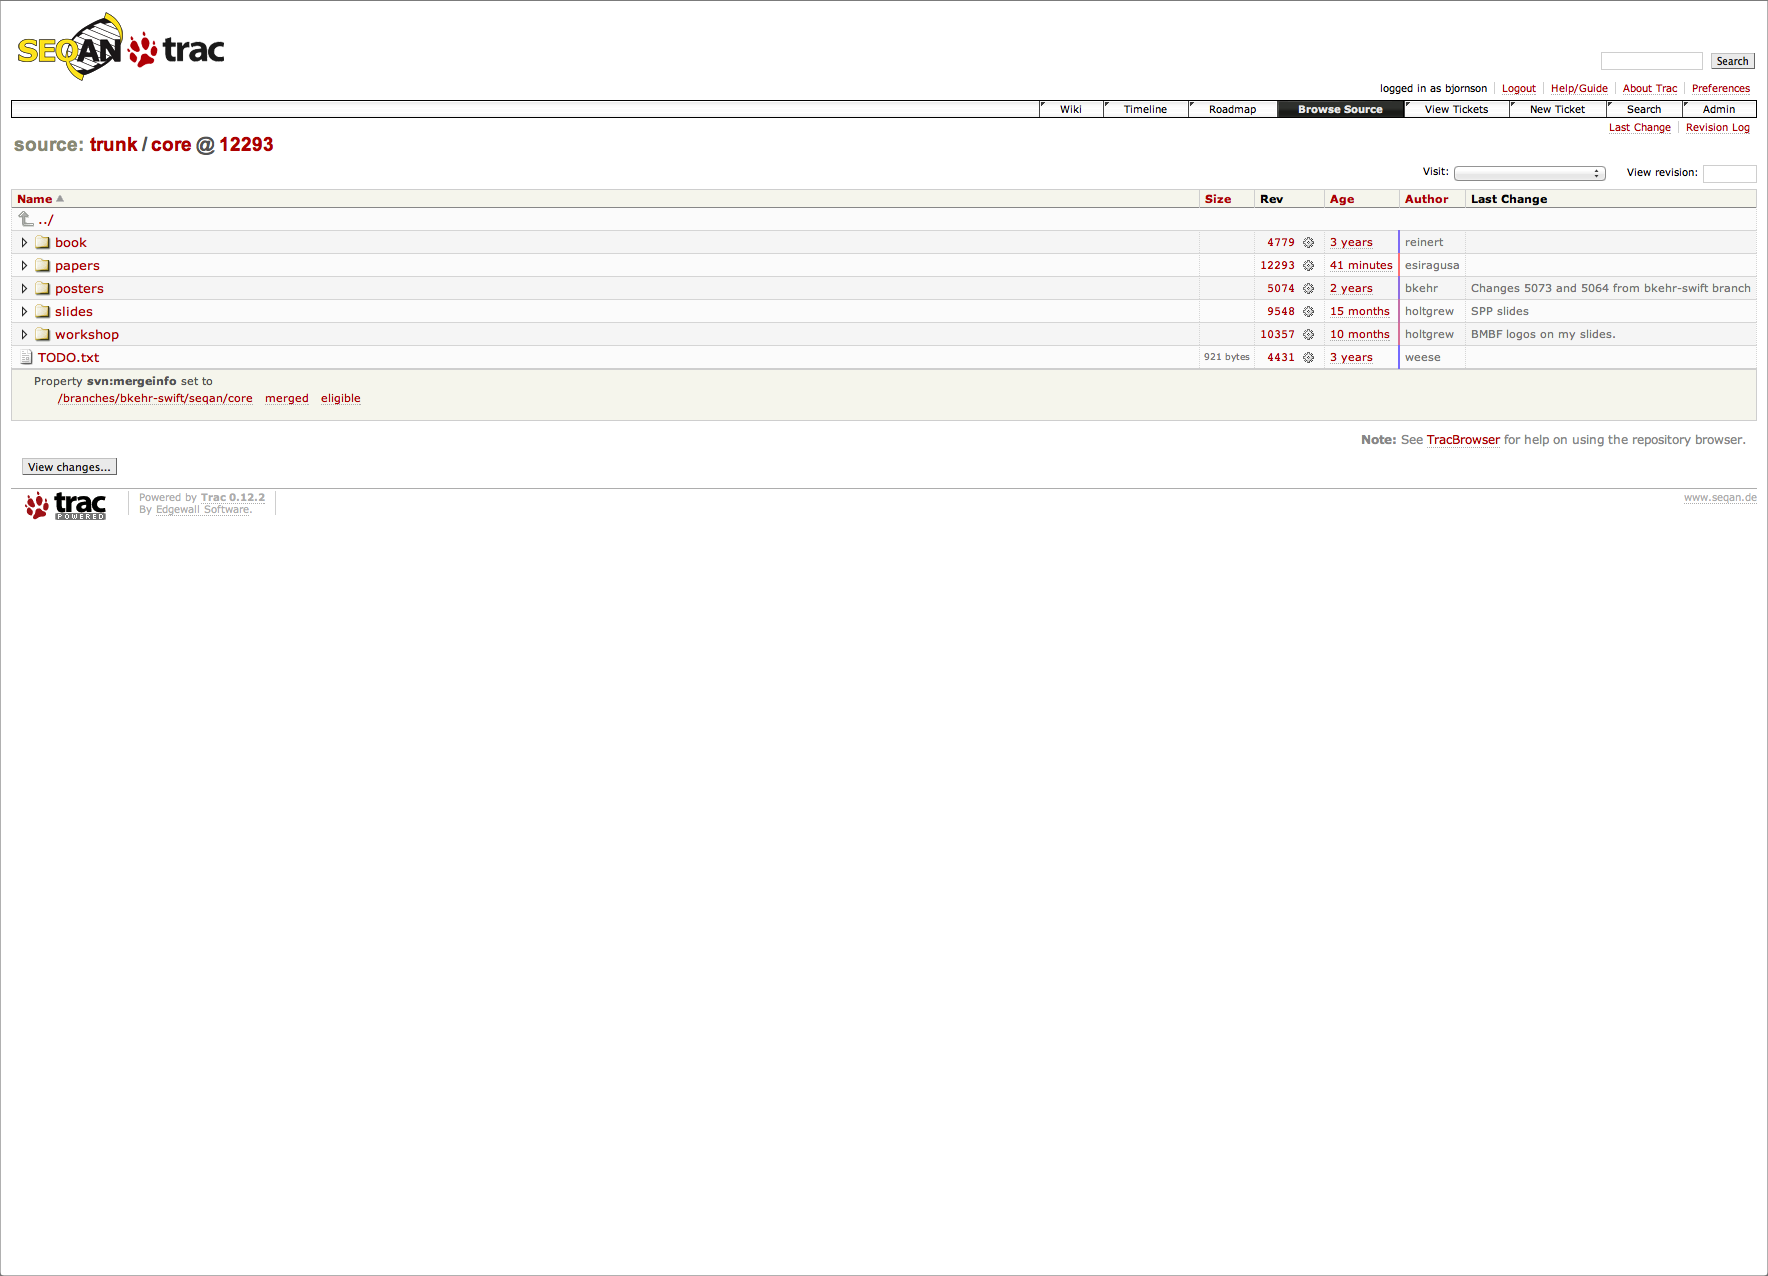 SEQAN trac
Search
logged in as bjornson Logout Help/Guide About Trac Preferences
Wiki Timeline Roadmap Browse Source View Tickets New Ticket Search Admin
Last Change Revision Log
source: trunk / core @ 12293
Visit: View revision:
Name Size Rev Age Author Last Change
../
book 4779 3 years reinert
papers 12293 41 minutes esiragusa
posters 5074 2 years bkehr Changes 5073 and 5064 from bkehr-swift branch
slides 9548 15 months holtgrew SPP slides
workshop 10357 10 months holtgrew BMBF logos on my slides.
TODO.txt 921 bytes 4431 3 years weese
Property svn:mergeinfo set to
/branches/bkehr-swift/seqan/core merged eligible
Note: See TracBrowser for help on using the repository browser.
View changes...
trac POWERED
Powered by Trac 0.12.2
By Edgewall Software.
www.seqan.de